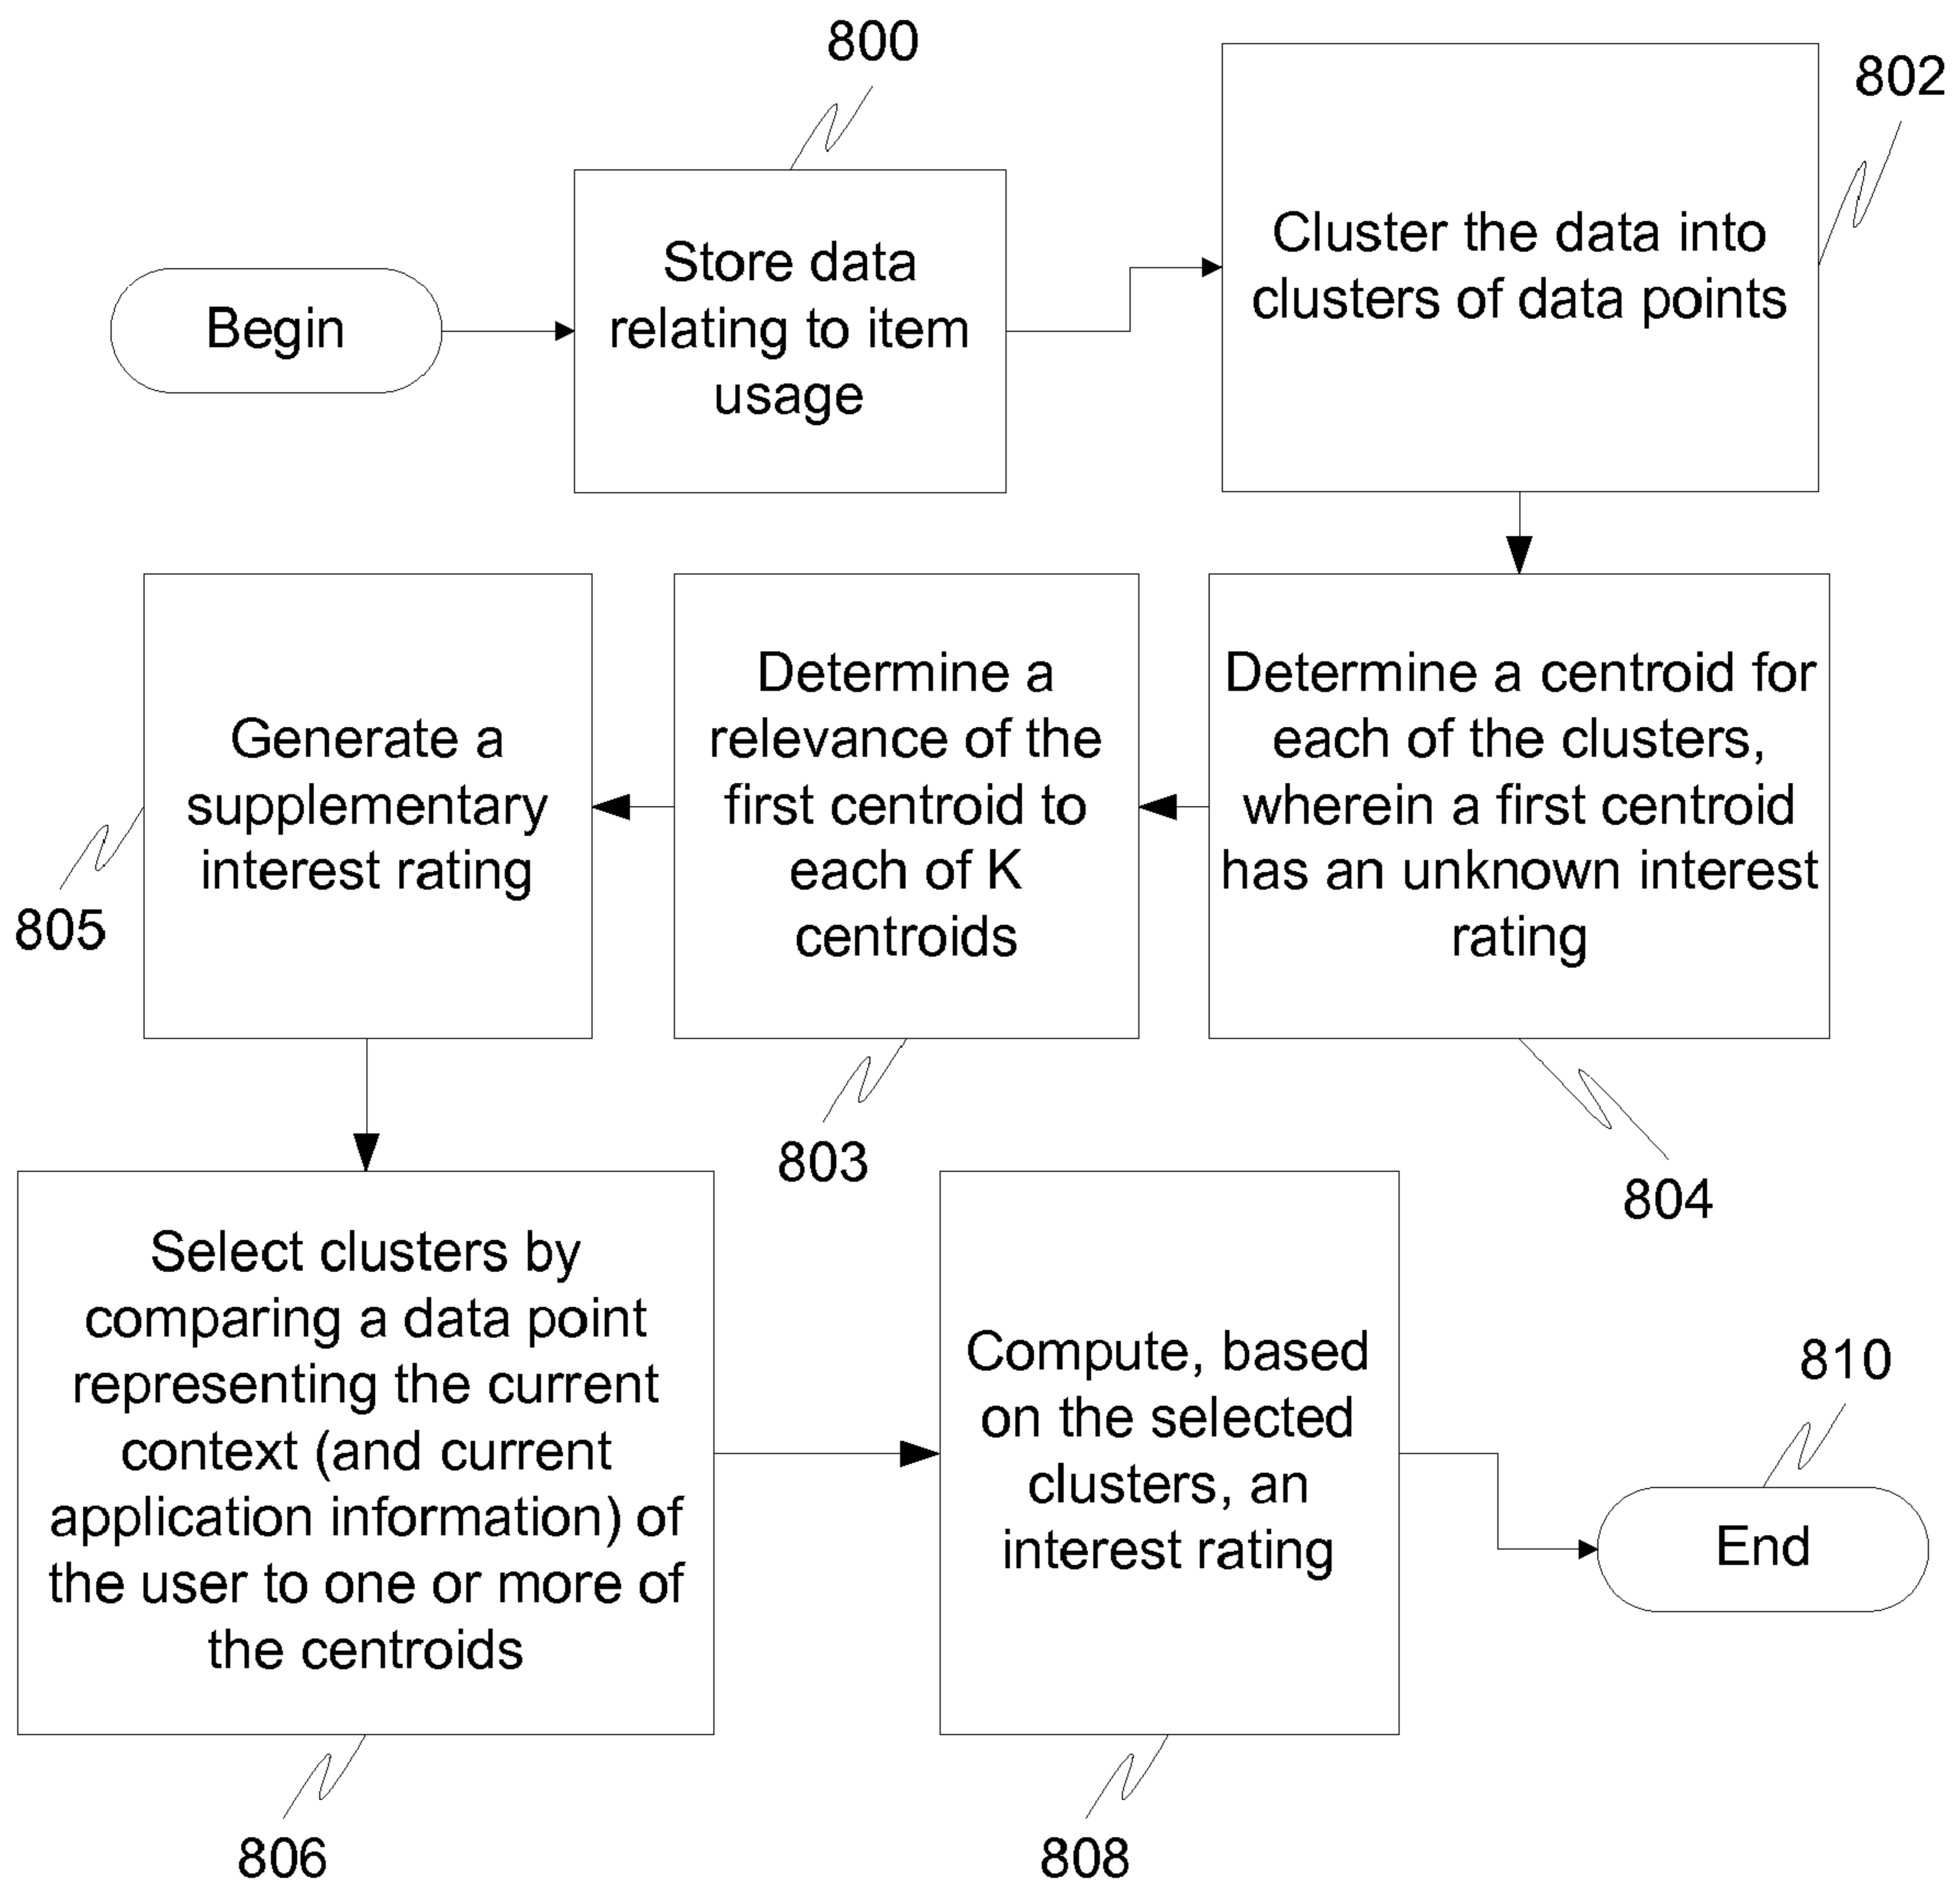 800
802
Begin
Store data
relating to item
usage
Cluster the data into
clusters of data points
Determine a centroid for
each of the clusters,
wherein a first centroid
has an unknown interest
rating
804
Determine a
relevance of the
first centroid to
each of K
centroids
803
Generate a
supplementary
interest rating
805
Select clusters by
comparing a data point
representing the current
context (and current
application information) of
the user to one or more of
the centroids
806
Compute, based
on the selected
clusters, an
interest rating
808
810
End